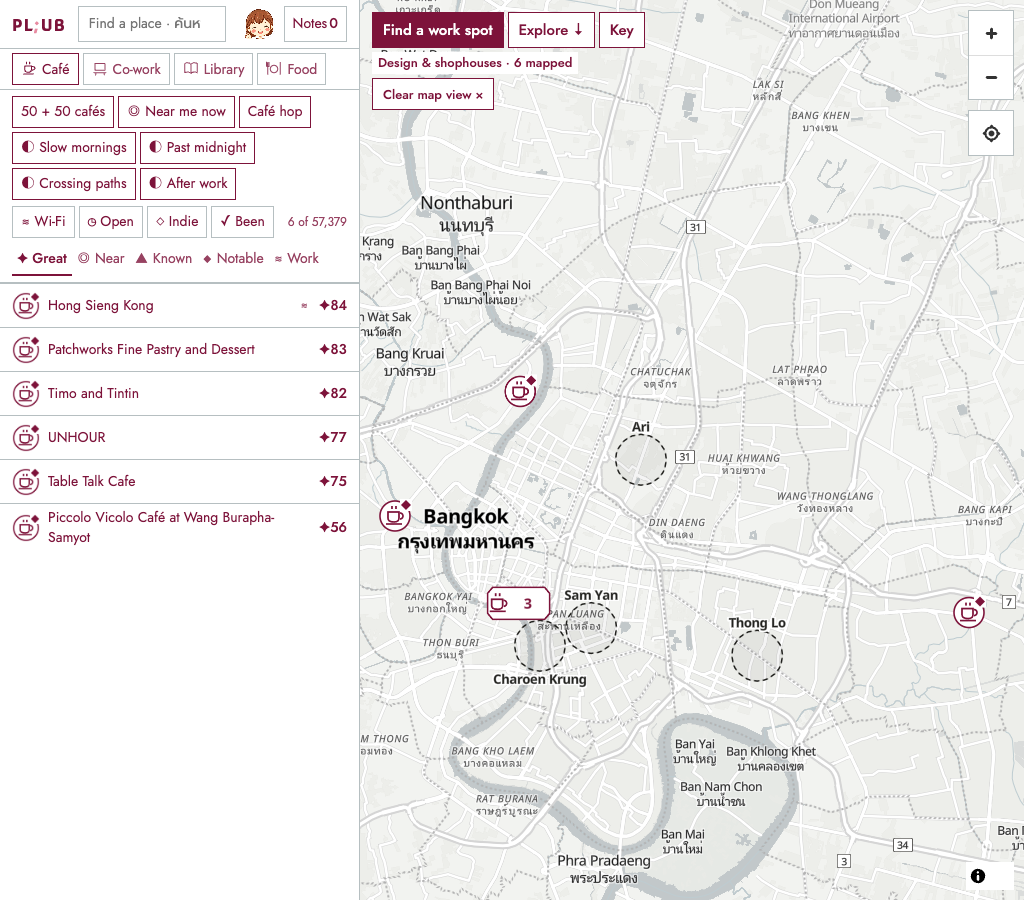 PL;UB
Find a place · ค้นห
Notes 0
Café
Co-work
Library
Food
50 + 50 cafés
Near me now
Café hop
Slow mornings
Past midnight
Crossing paths
After work
≈ Wi-Fi
Open
Indie
✓ Been
6 of 57,379
Great
Near
Known
Notable
≈ Work
Hong Sieng Kong
≈ ✦84
Patchworks Fine Pastry and Dessert
✦83
Timo and Tintin
✦82
UNHOUR
✦77
Table Talk Cafe
✦75
Piccolo Vicolo Café at Wang Burapha-
Samyot
✦56
Find a work spot
Explore ↓
Key
Design & shophouses · 6 mapped
Clear map view ×
+
−
Don Mueang
International Airport
ท่าอากาศยานดอนเมือง
LAK SI
หลักสี่
BANG KHEN
บางเขน
Nonthaburi
นนทบุรี
31
Krang
กร่าง
Ban Bang Phai
บ้านบางไผ่
Ban Bang Phai Noi
บ้านบางไผ่น้อย
Wat Sak
านวัดสัก
Bang Kruai
บางกรวย
CHATUCHAK
จตุจักร
LAT PHRAO
ลาดพร้าว
Ari
31
HUAI KHWANG
ห้วยขวาง
WANG THONGLANG
วังทองหลาง
BANG KAPI
บางกะปิ
Bangkok
กรุงเทพมหานคร
DIN DAENG
ดินแดง
BANGKOK YAI
บางกอกใหญ่
3
Sam Yan
PAN LUANG
7
THON BURI
ธนบุรี
Thong Lo
Charoen Krung
M THONG
อมทอง
BANG KHO LAEM
บางคอแหลม
Ban Yai
บ้านใหญ่
Ban Khlong Khet
บ้านคลองเขต
Ban Nam Chon
บ้านน้ำชน
RAT BURANA
ราษฎร์บูรณะ
Ban Mai
บ้านใหม่
34
3
Phra Pradaeng
พระประแดง